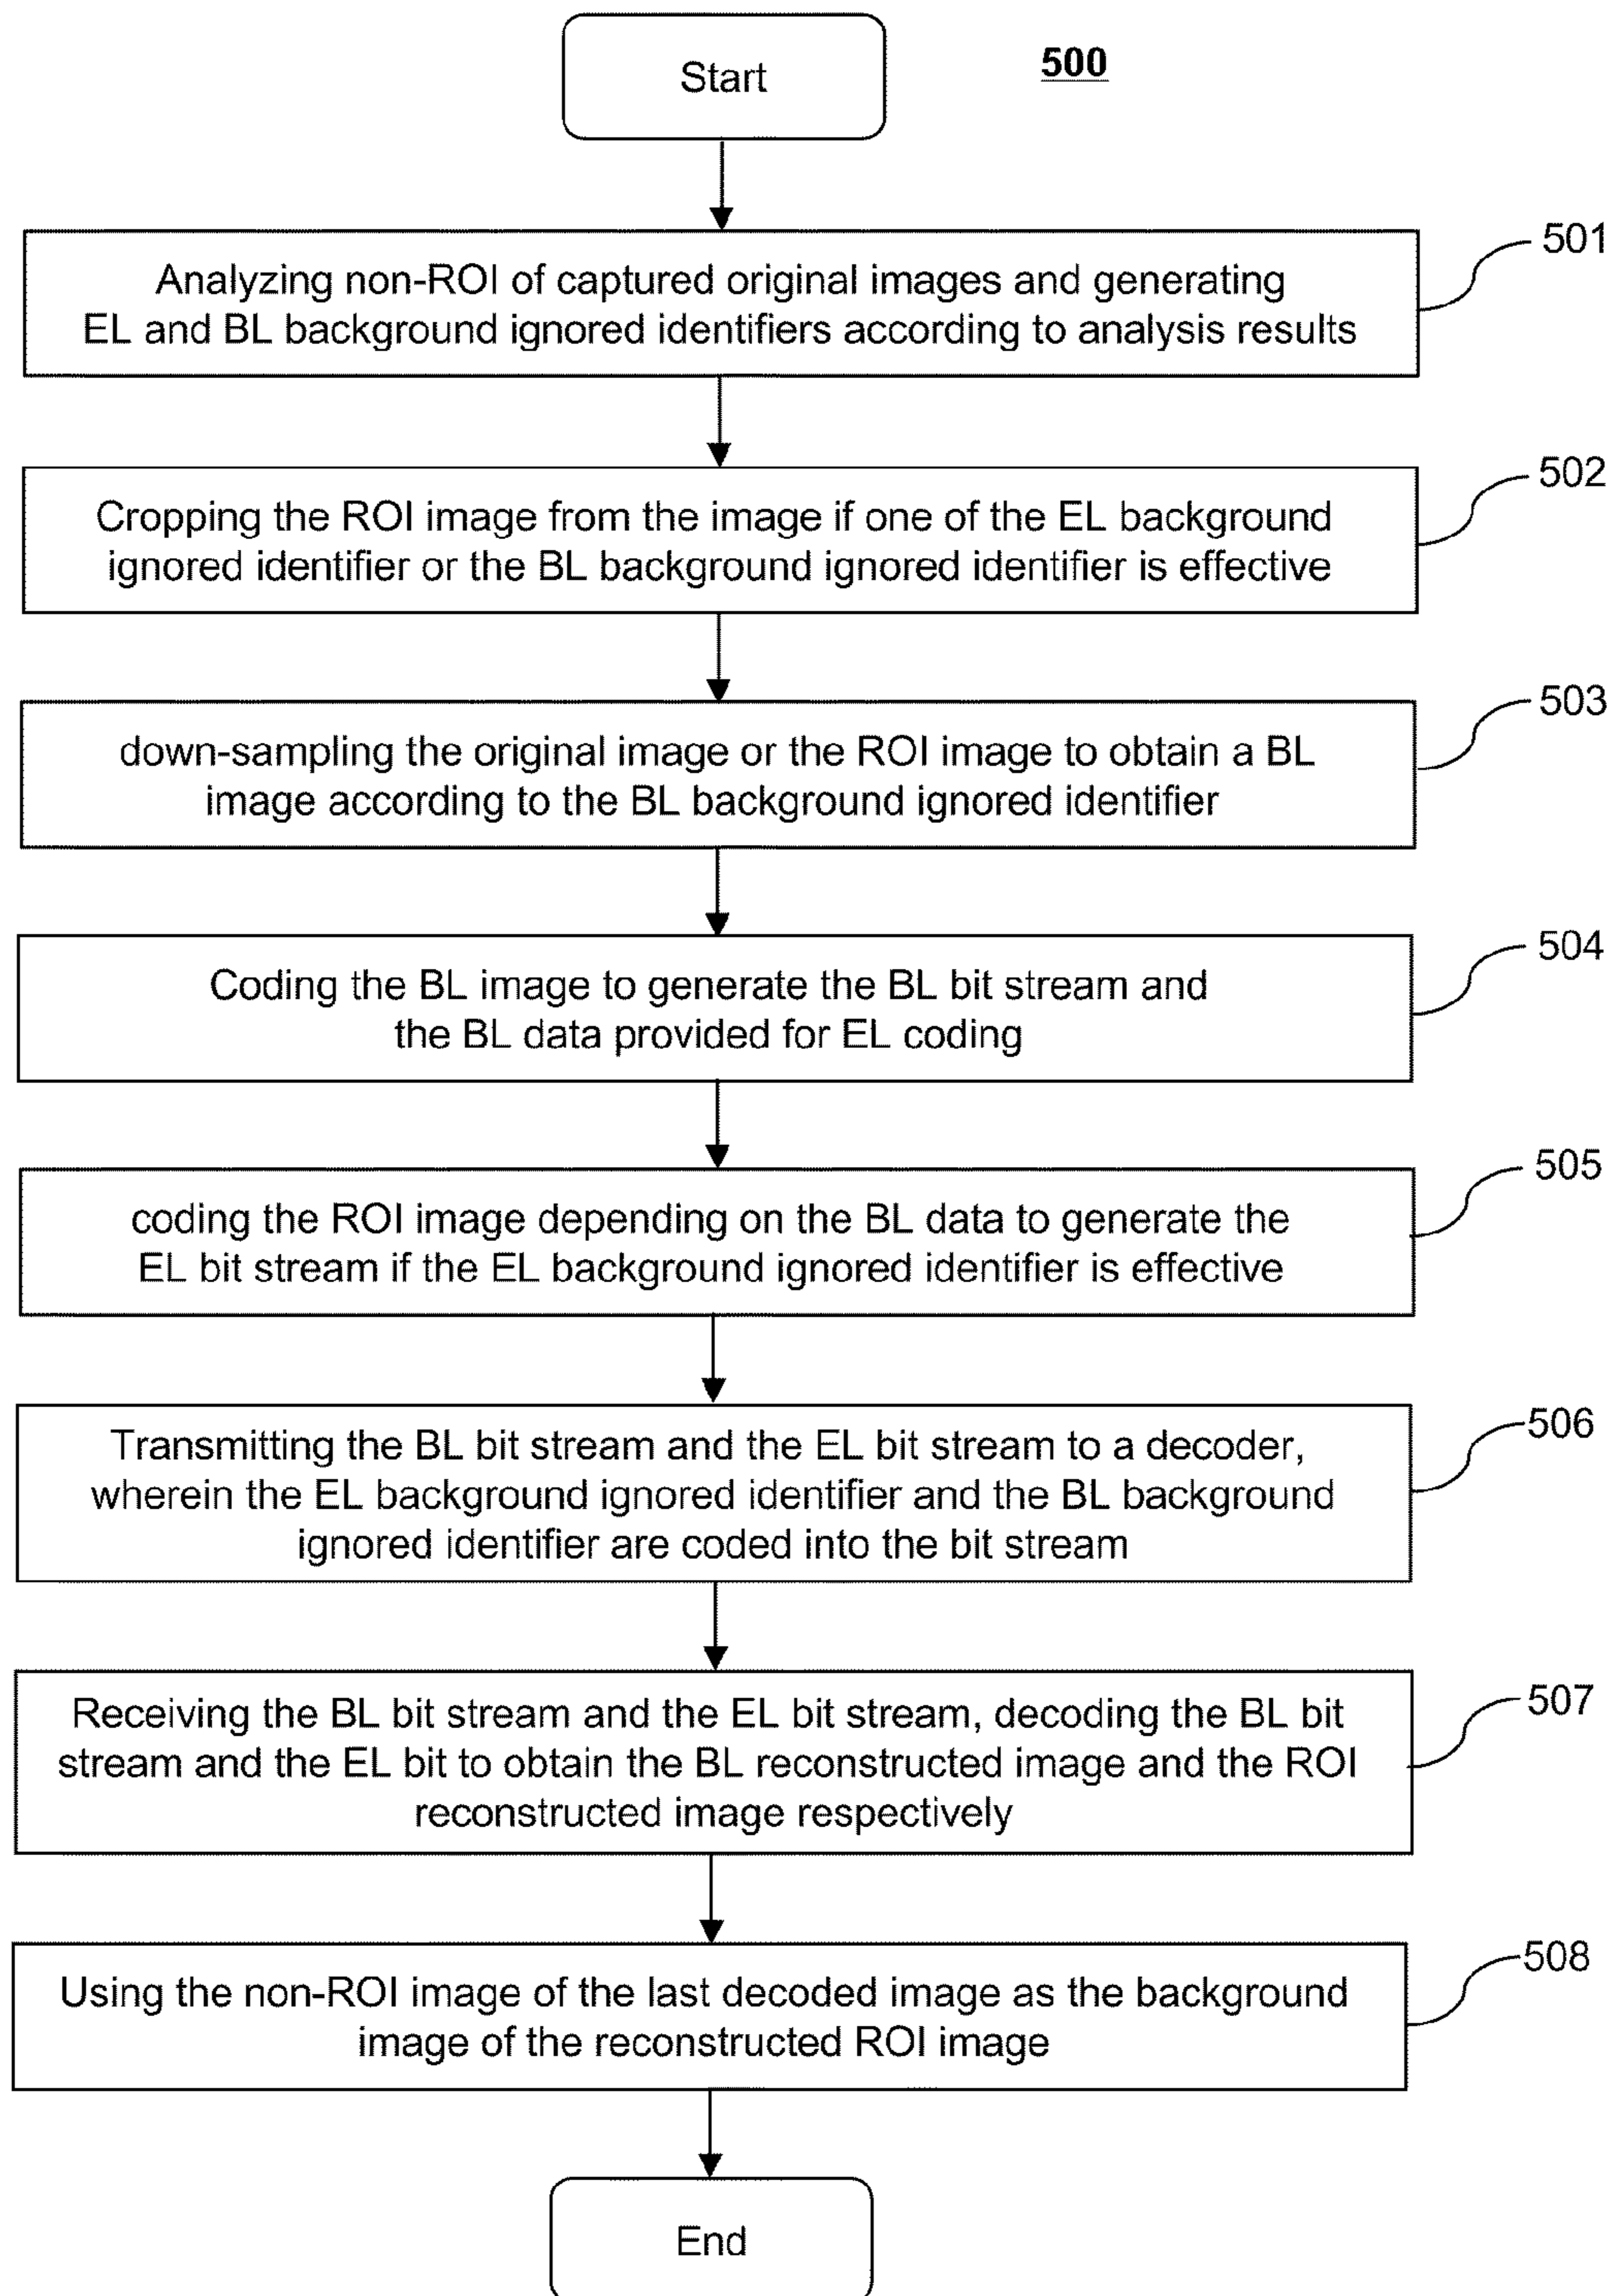 Start
500
Analyzing non-ROI of captured original images and generating
EL and BL background ignored identifiers according to analysis results
501
Cropping the ROI image from the image if one of the EL background
ignored identifier or the BL background ignored identifier is effective
502
down-sampling the original image or the ROI image to obtain a BL
image according to the BL background ignored identifier
503
Coding the BL image to generate the BL bit stream and
the BL data provided for EL coding
504
coding the ROI image depending on the BL data to generate the
EL bit stream if the EL background ignored identifier is effective
505
Transmitting the BL bit stream and the EL bit stream to a decoder,
wherein the EL background ignored identifier and the BL background
ignored identifier are coded into the bit stream
506
Receiving the BL bit stream and the EL bit stream, decoding the BL bit
stream and the EL bit to obtain the BL reconstructed image and the ROI
reconstructed image respectively
507
Using the non-ROI image of the last decoded image as the background
image of the reconstructed ROI image
508
End